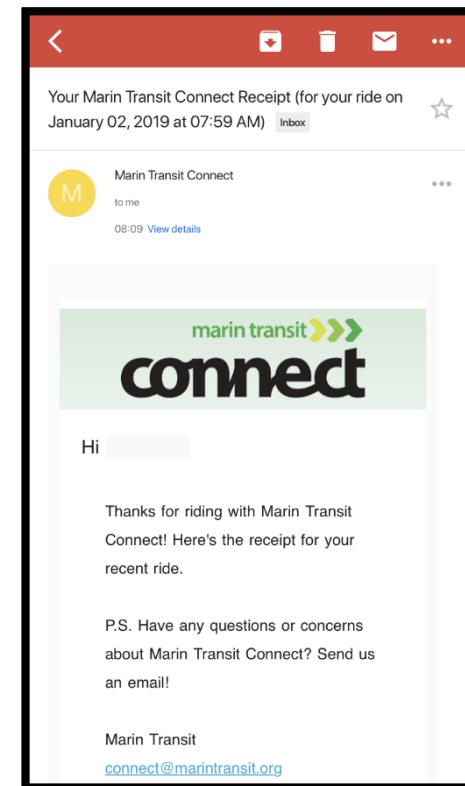 Your Marin Transit Connect Receipt (for your ride on
January 02, 2019 at 07:59 AM) Inbox
M
Marin Transit Connect
to me
08:09 View details
marin transit
connect
Hi
Thanks for riding with Marin Transit
Connect! Here's the receipt for your
recent ride.
P.S. Have any questions or concerns
about Marin Transit Connect? Send us
an email!
Marin Transit
connect@marintransit.org